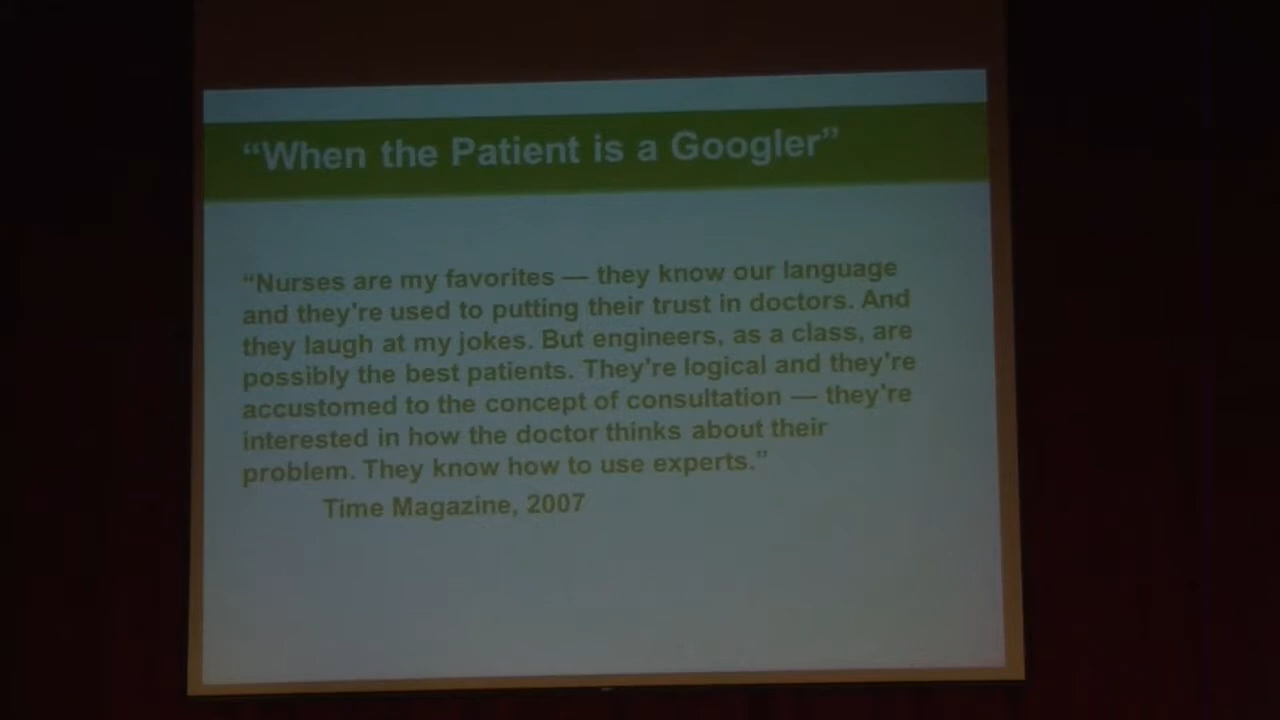 “When the Patient is a Googler”
“Nurses are my favorites — they know our language
and they’re used to putting their trust in doctors. And
they laugh at my jokes. But engineers, as a class, are
possibly the best patients. They’re logical and they’re
accustomed to the concept of consultation — they’re
interested in how the doctor thinks about their
problem. They know how to use experts.”
Time Magazine, 2007